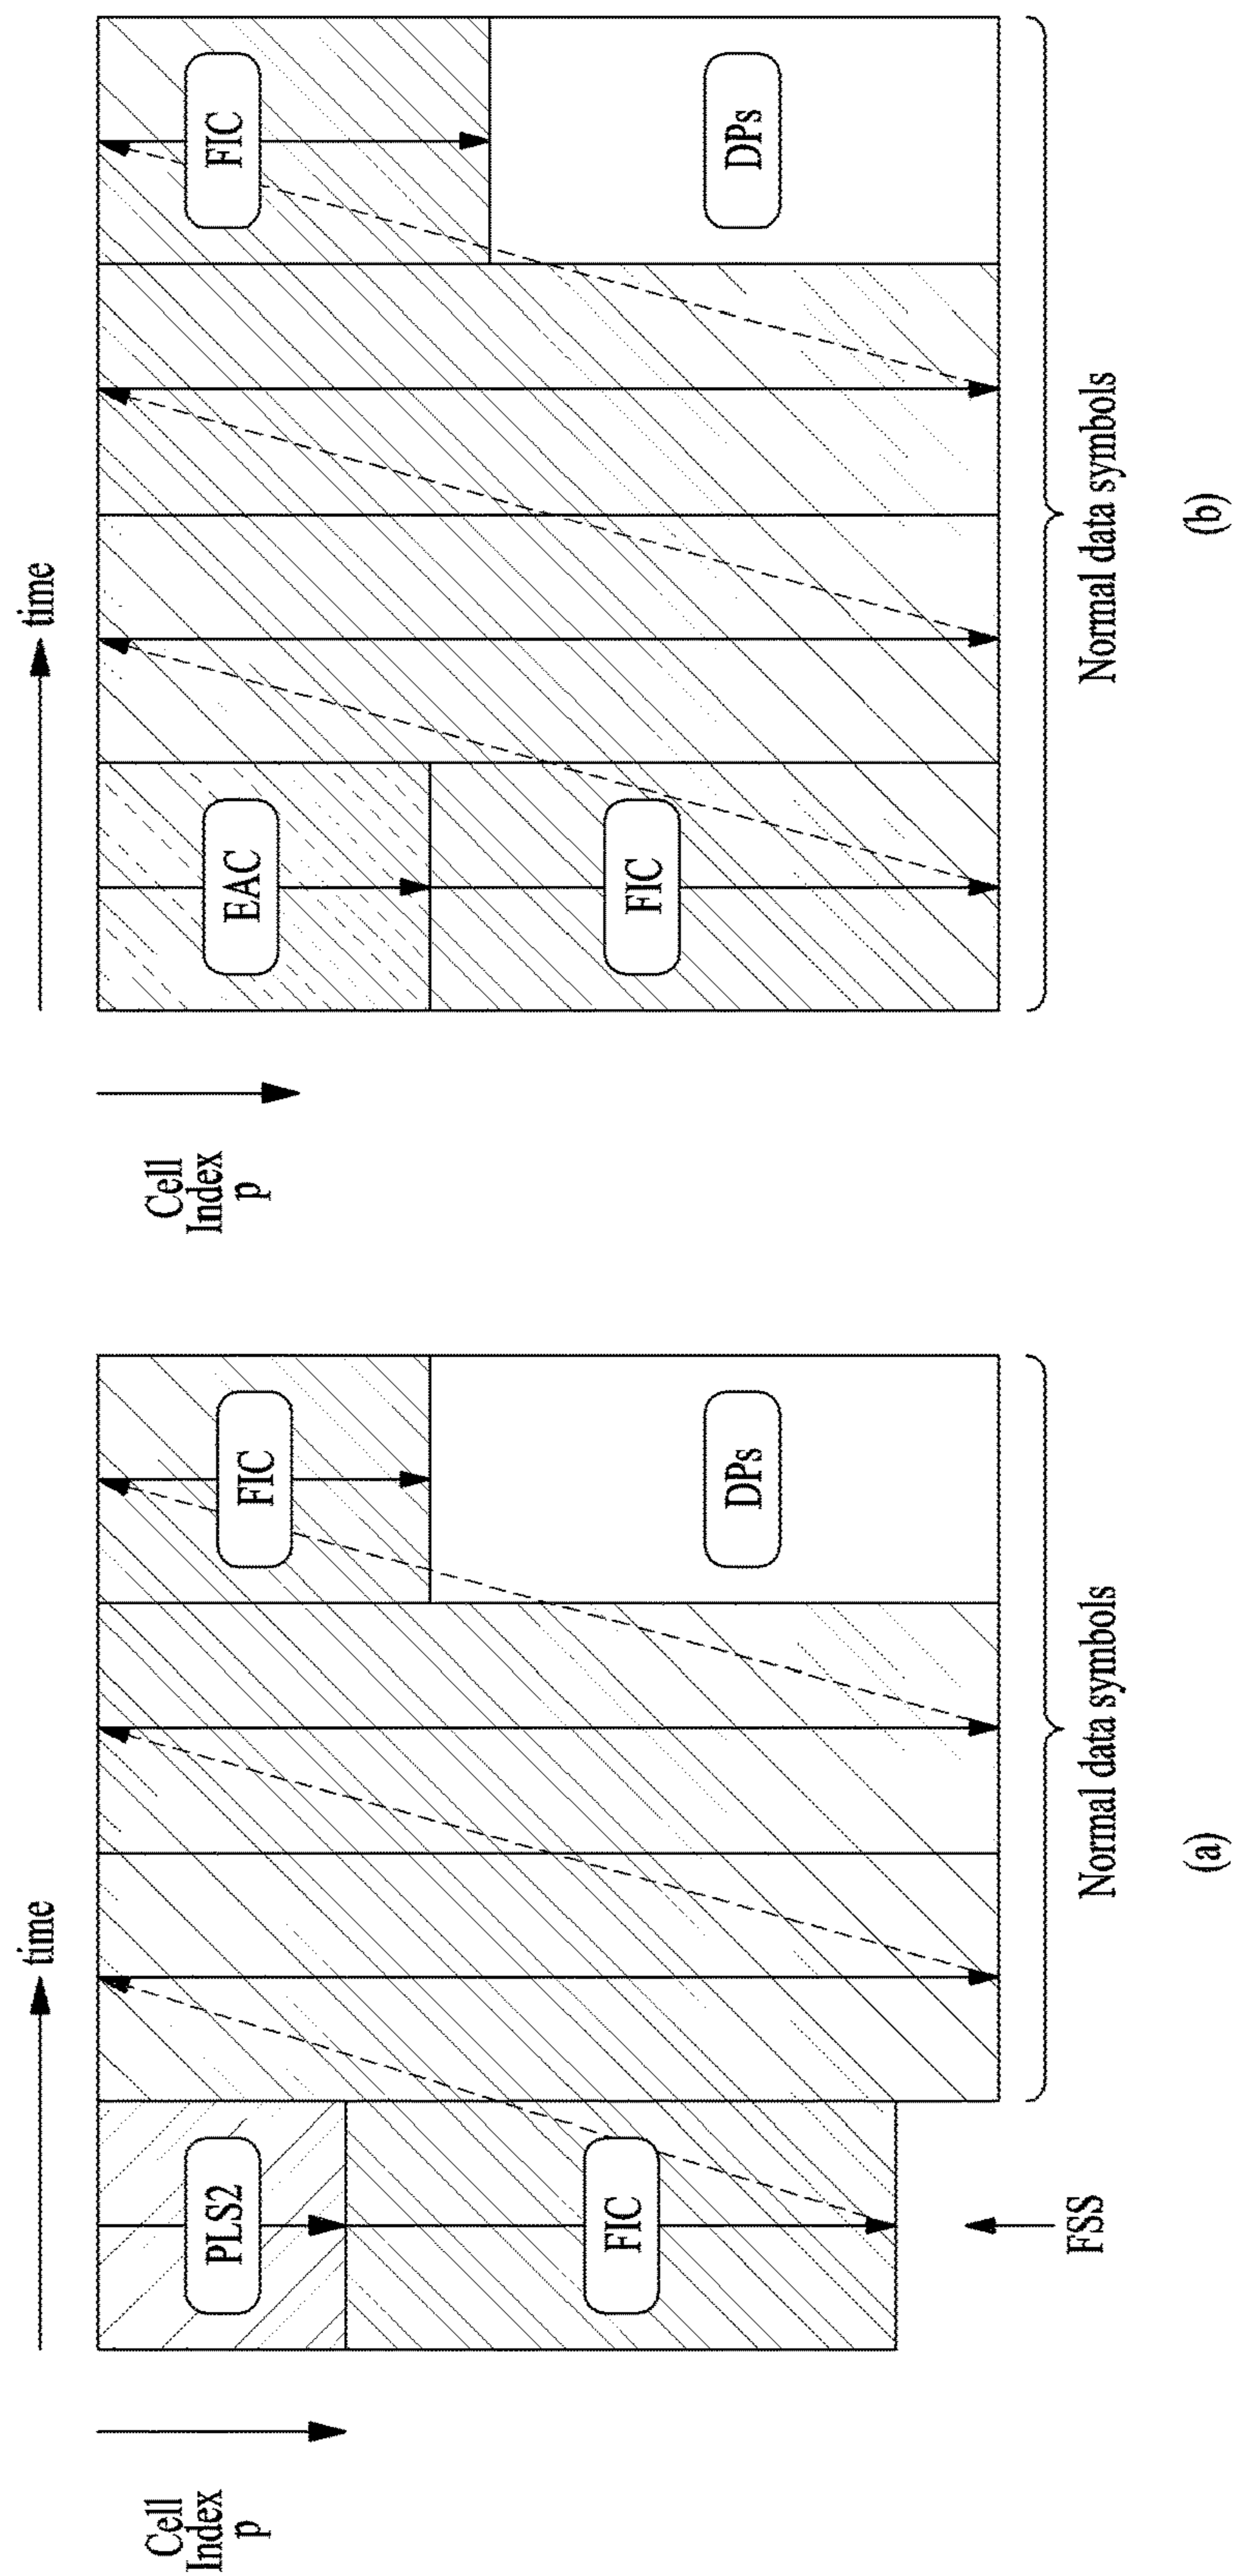 time
Cell
Index
p
PLS2
FIC
FIC
DPs
FSS
Normal data symbols
(a)
time
Cell
Index
p
EAC
FIC
FIC
DPs
Normal data symbols
(b)